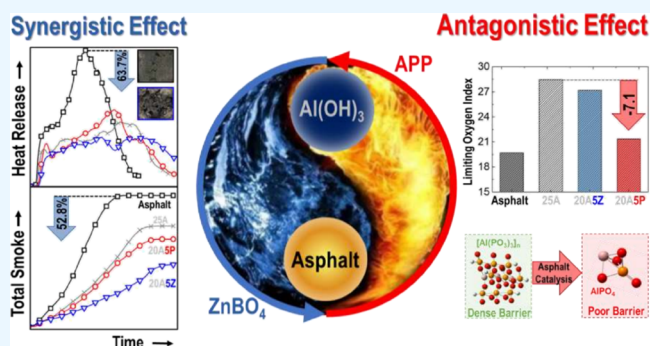 Synergistic Effect
Antagonistic Effect
Heat Release →
63.7%
Total Smoke →
52.8%
Asphalt
25A
20A5P
20A5Z
Time →
APP
Al(OH)₃
Asphalt
ZnBO₄
Limiting Oxygen Index
30
27
24
21
18
15
-7.1
Asphalt
25A
20A5Z
20A5P
[Al(PO₃)₃]ₙ
Dense Barrier
Asphalt
Catalysis
AlPO₄
Poor Barrier